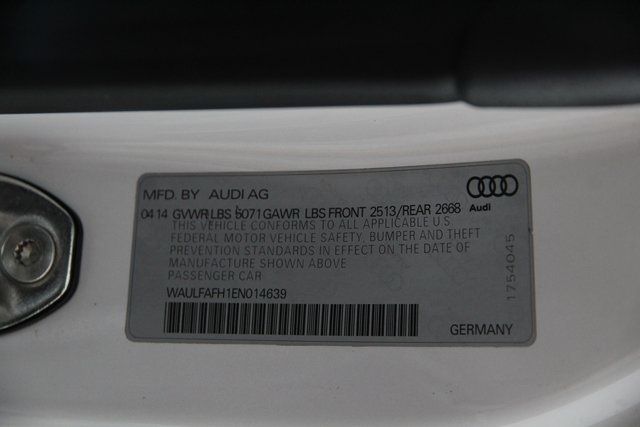 MFD. BY AUDI AG
04 14 GVWR LBS 5071 GAWR LBS FRONT 2513/REAR 2668 Audi
THIS VEHICLE CONFORMS TO ALL APPLICABLE U.S.
FEDERAL MOTOR VEHICLE SAFETY, BUMPER AND THEFT
PREVENTION STANDARDS IN EFFECT ON THE DATE OF
MANUFACTURE SHOWN ABOVE
PASSENGER CAR
WAULFAFH1EN014639
GERMANY
1754045